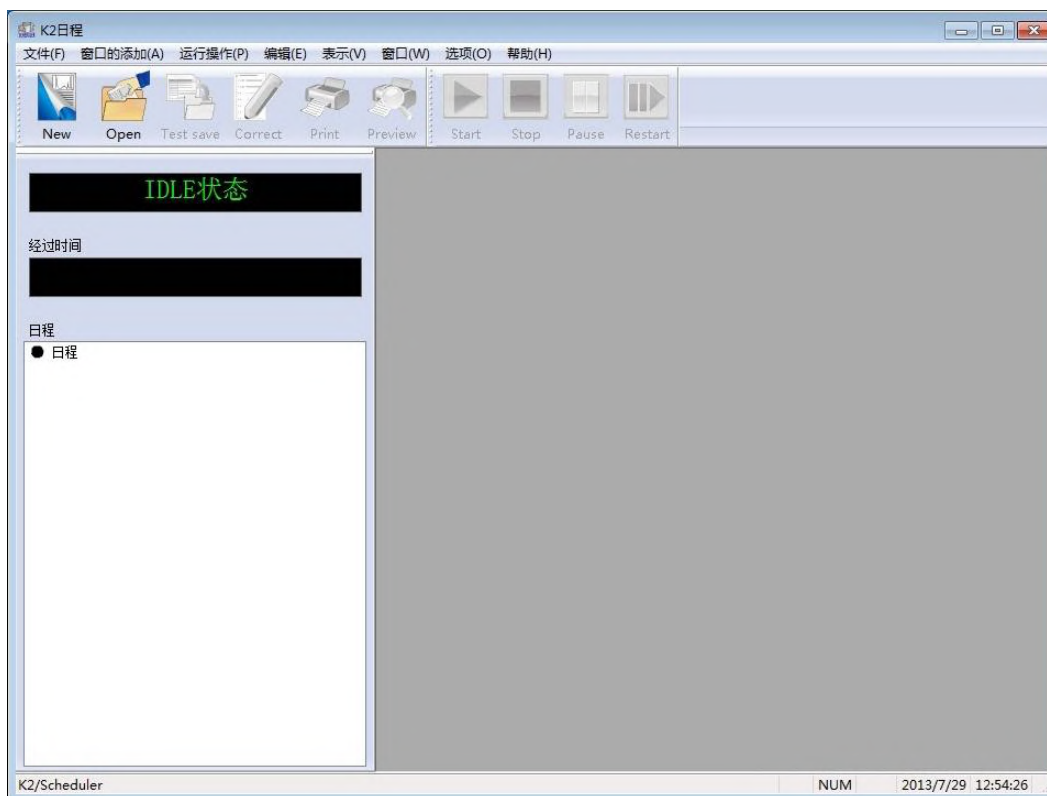 K2日程
文件(F) 窗口的添加(A) 运行操作(P) 编辑(E) 表示(V) 窗口(W) 选项(O) 帮助(H)
New Open Test save Correct Print Preview Start Stop Pause Restart
IDLE状态
经过时间
日程
日程
K2/Scheduler NUM 2013/7/29 12:54:26